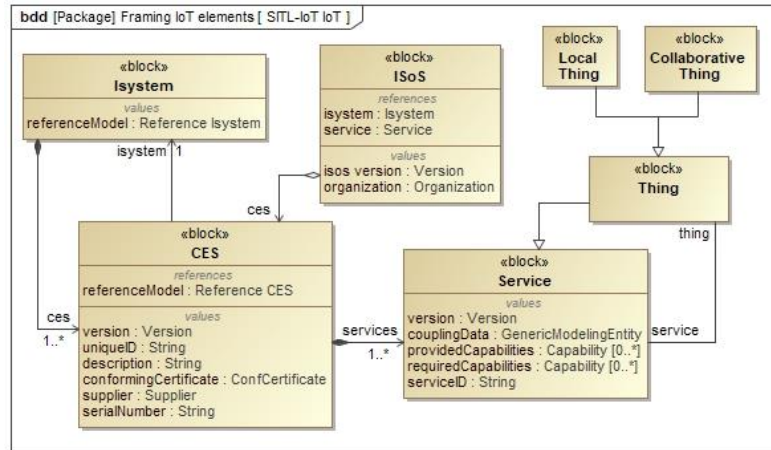 bdd [Package] Framing IoT elements [ SITL-IoT IoT ]
«block»
Isystem
values
referenceModel : Reference Isystem
«block»
ISoS
references
isystem : Isystem
service : Service
values
isos version : Version
organization : Organization
«block»
Local
Thing
«block»
Collaborative
Thing
«block»
Thing
isystem
1
ces
thing
«block»
CES
references
referenceModel : Reference CES
values
version : Version
uniqueID : String
description : String
conformingCertificate : ConfCertificate
supplier : Supplier
serialNumber : String
ces
1..*
services
1..*
«block»
Service
values
version : Version
couplingData : GenericModelingEntity
providedCapabilities : Capability [0..*]
requiredCapabilities : Capability [0..*]
serviceID : String
service